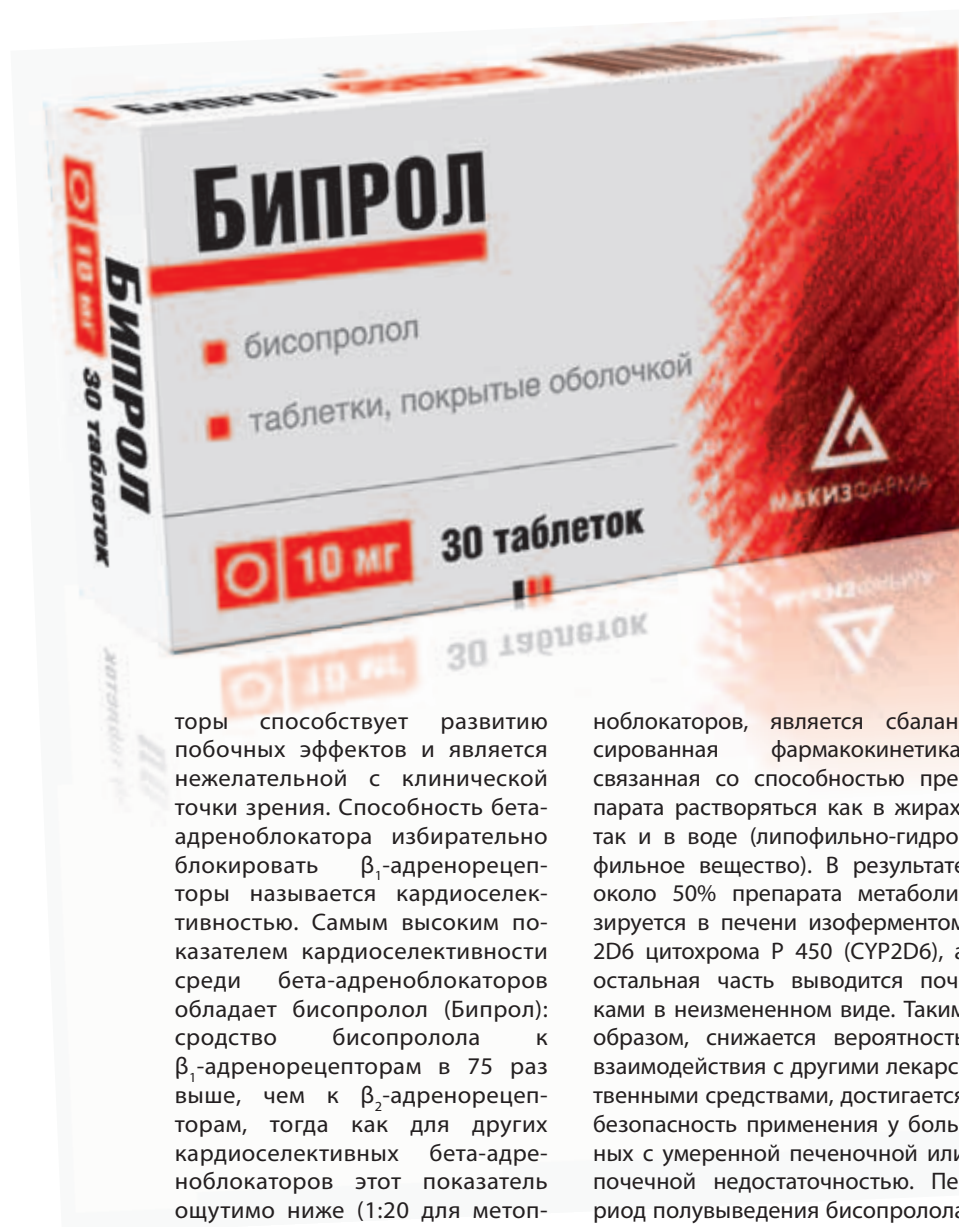 БИПРОЛ
БИПРОЛ
10 мг
30 таблеток
БИПРОЛ
бисопролол
таблетки, покрытые оболочкой
10 мг
30 таблеток
МАКИЗФАРМА
торы способствует развитию
побочных эффектов и является
нежелательной с клинической
точки зрения. Способность бета-
адреноблокатора избирательно
блокировать β₁-адренорецеп-
торы называется кардиоселек-
тивностью. Самым высоким по-
казателем кардиоселективности
среди бета-адреноблокаторов
обладает бисопролол (Бипрол):
сродство бисопролола к
β₁-адренорецепторам в 75 раз
выше, чем к β₂-адренорецеп-
торам, тогда как для других
кардиоселективных бета-адре-
ноблокаторов этот показатель
ощутимо ниже (1:20 для метоп-
ноблокаторов, является сбалан
сированная фармакокинетика
связанная со способностью пре
парата растворяться как в жирах
так и в воде (липофильно-гидро
фильное вещество). В результате
около 50% препарата метаболи
зируется в печени изоферментом
2D6 цитохрома P 450 (CYP2D6), а
остальная часть выводится поч
ками в неизмененном виде. Таким
образом, снижается вероятность
взаимодействия с другими лекарс
твенными средствами, достигается
безопасность применения у боль
ных с умеренной печеночной или
почечной недостаточностью. Пе
риод полувыведения бисопролола